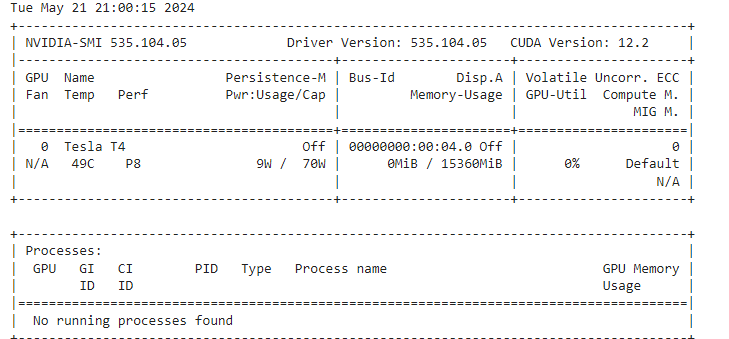 Tue May 21 21:00:15 2024
+---------------------------------------------------------------------------------------+
| NVIDIA-SMI 535.104.05             Driver Version: 535.104.05   CUDA Version: 12.2     |
|-----------------------------------------+----------------------+----------------------+
| GPU  Name                 Persistence-M | Bus-Id        Disp.A | Volatile Uncorr. ECC |
| Fan  Temp   Perf          Pwr:Usage/Cap |         Memory-Usage | GPU-Util  Compute M. |
|                                         |                      |               MIG M. |
|=========================================+======================+======================|
|   0  Tesla T4                       Off | 00000000:00:04.0 Off |                    0 |
| N/A   49C    P8               9W /  70W |      0MiB / 15360MiB |      0%      Default |
|                                         |                      |                  N/A |
+-----------------------------------------+----------------------+----------------------+
+---------------------------------------------------------------------------------------+
| Processes:                                                                            |
|  GPU   GI   CI        PID   Type   Process name                            GPU Memory |
|        ID   ID                                                             Usage      |
|=======================================================================================|
|  No running processes found                                                           |
+---------------------------------------------------------------------------------------+